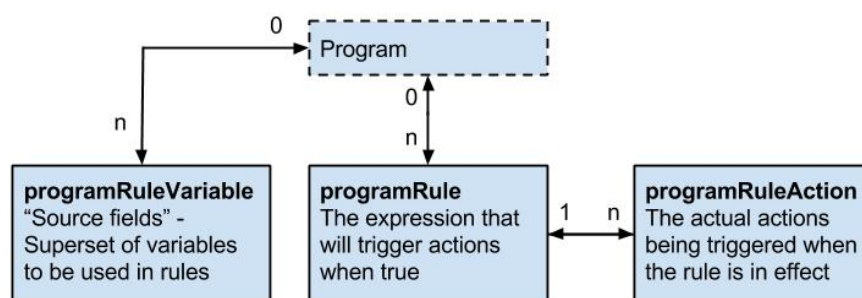 0
Program
0
n
n
programRuleVariable
“Source fields” -
Superset of variables
to be used in rules
programRule
The expression that
will trigger actions
when true
1
n
programRuleAction
The actual actions
being triggered when
the rule is in effect